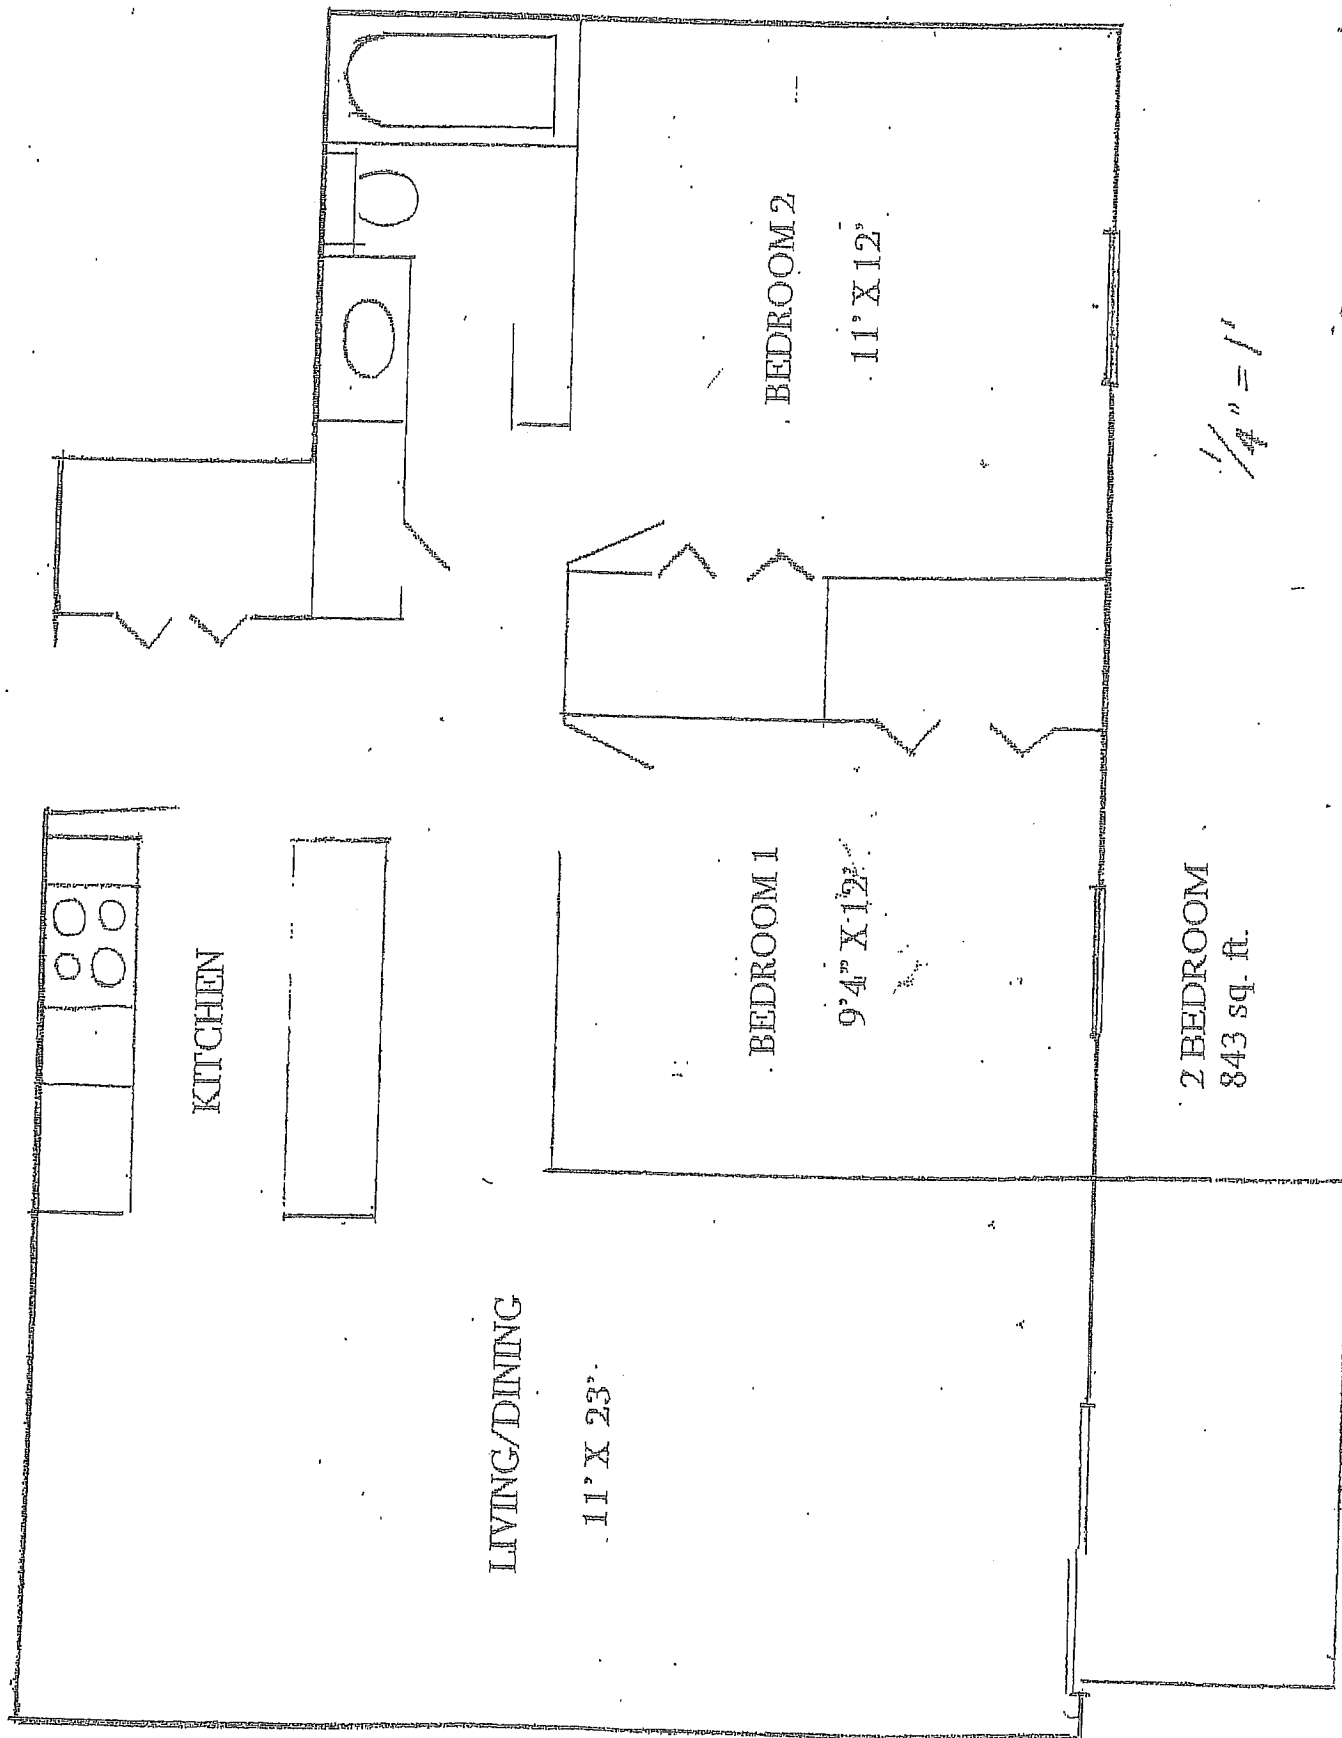 KITCHEN
LIVING/DINING
11' X 23'
BEDROOM 1
9'4" X 12'
BEDROOM 2
11' X 12'
2 BEDROOM
843 sq. ft.
1/4" = 1'